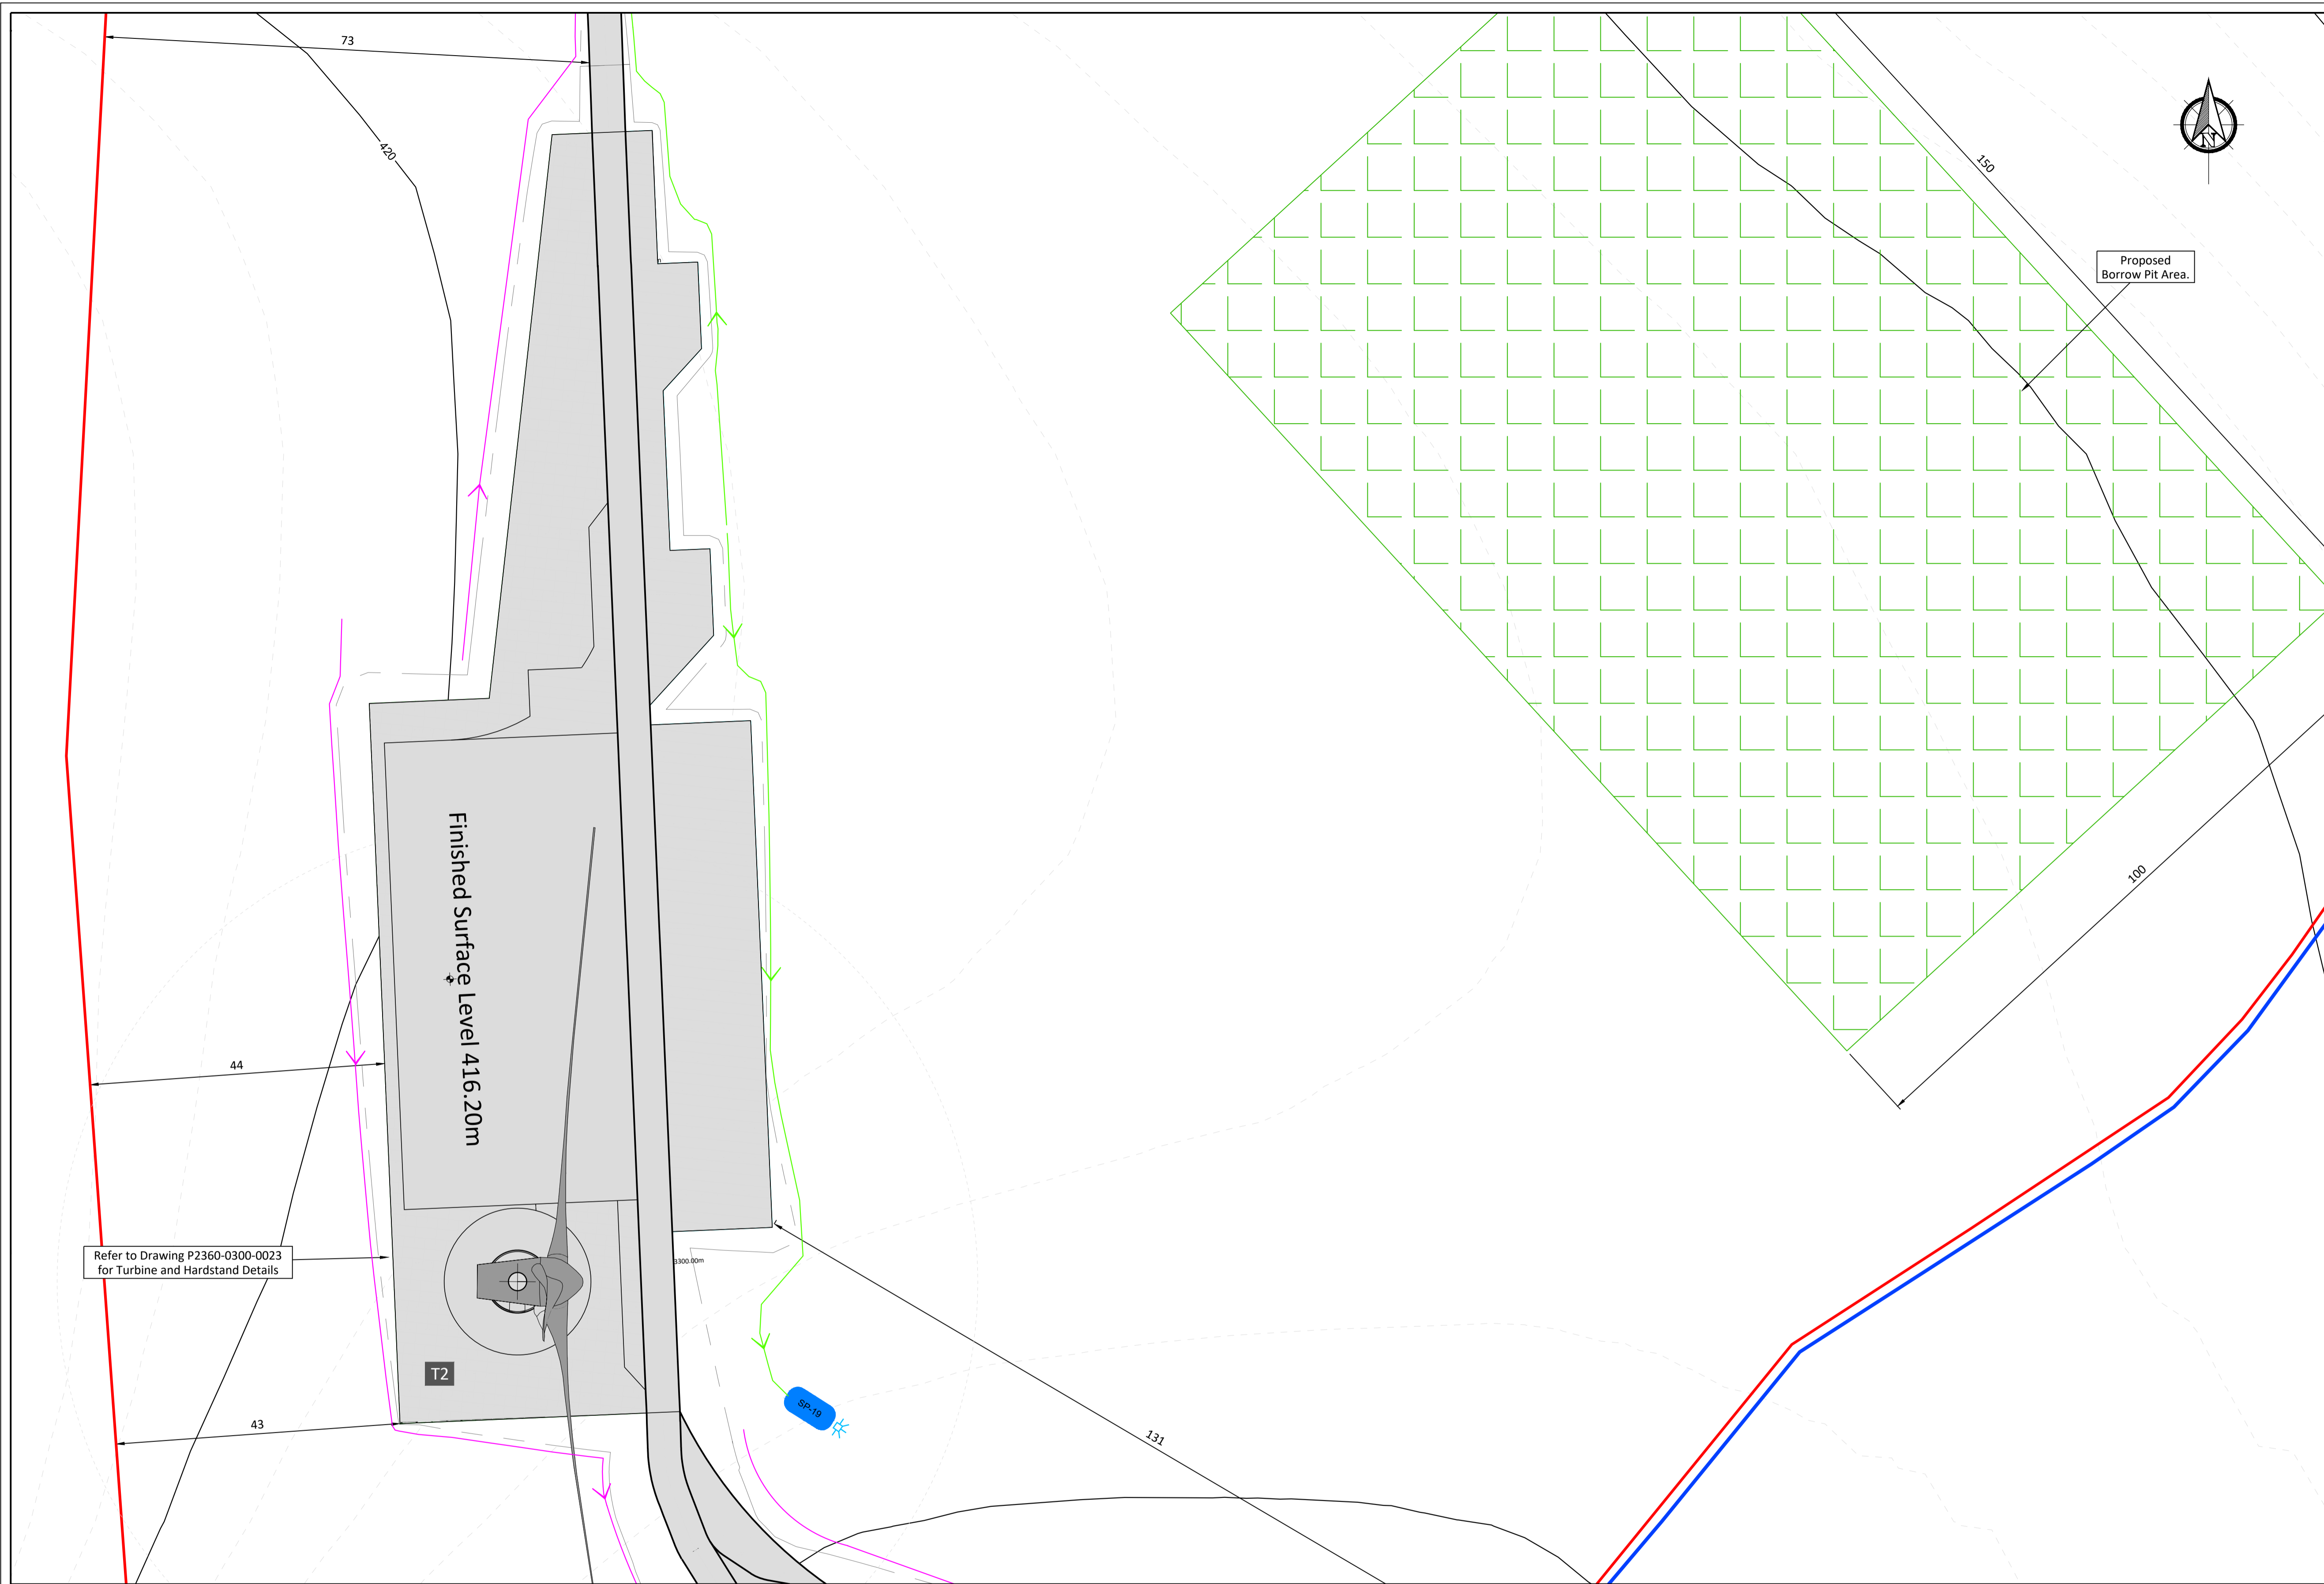 73
420
N
150
Proposed
Borrow Pit Area.
Finished Surface Level 416.20m
100
44
Refer to Drawing P2360-0300-0023
for Turbine and Hardstand Details
3300.00m
T2
SP-19
43
131